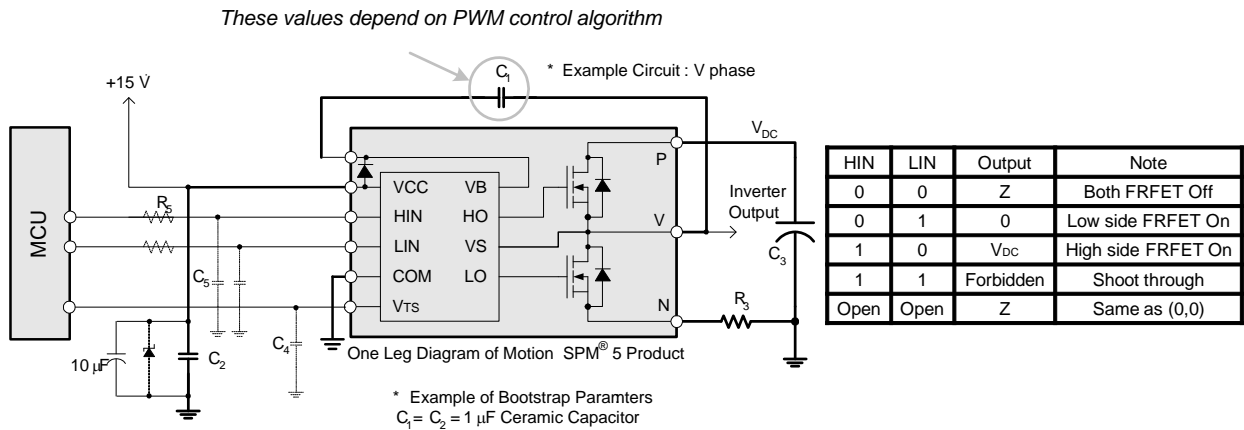 These values depend on PWM control algorithm
C1
* Example Circuit : V phase
+15 V
VDC
P
R5
VCC VB
HIN HO
LIN VS
COM LO
VTS
MCU
V
N
Inverter
Output
C3
R3
C5
C4
C2
10 μF
One Leg Diagram of Motion SPM® 5 Product
* Example of Bootstrap Paramters
C1= C2 = 1 μF Ceramic Capacitor
HIN LIN Output Note
0 0 Z Both FRFET Off
0 1 0 Low side FRFET On
1 0 VDC High side FRFET On
1 1 Forbidden Shoot through
Open Open Z Same as (0,0)